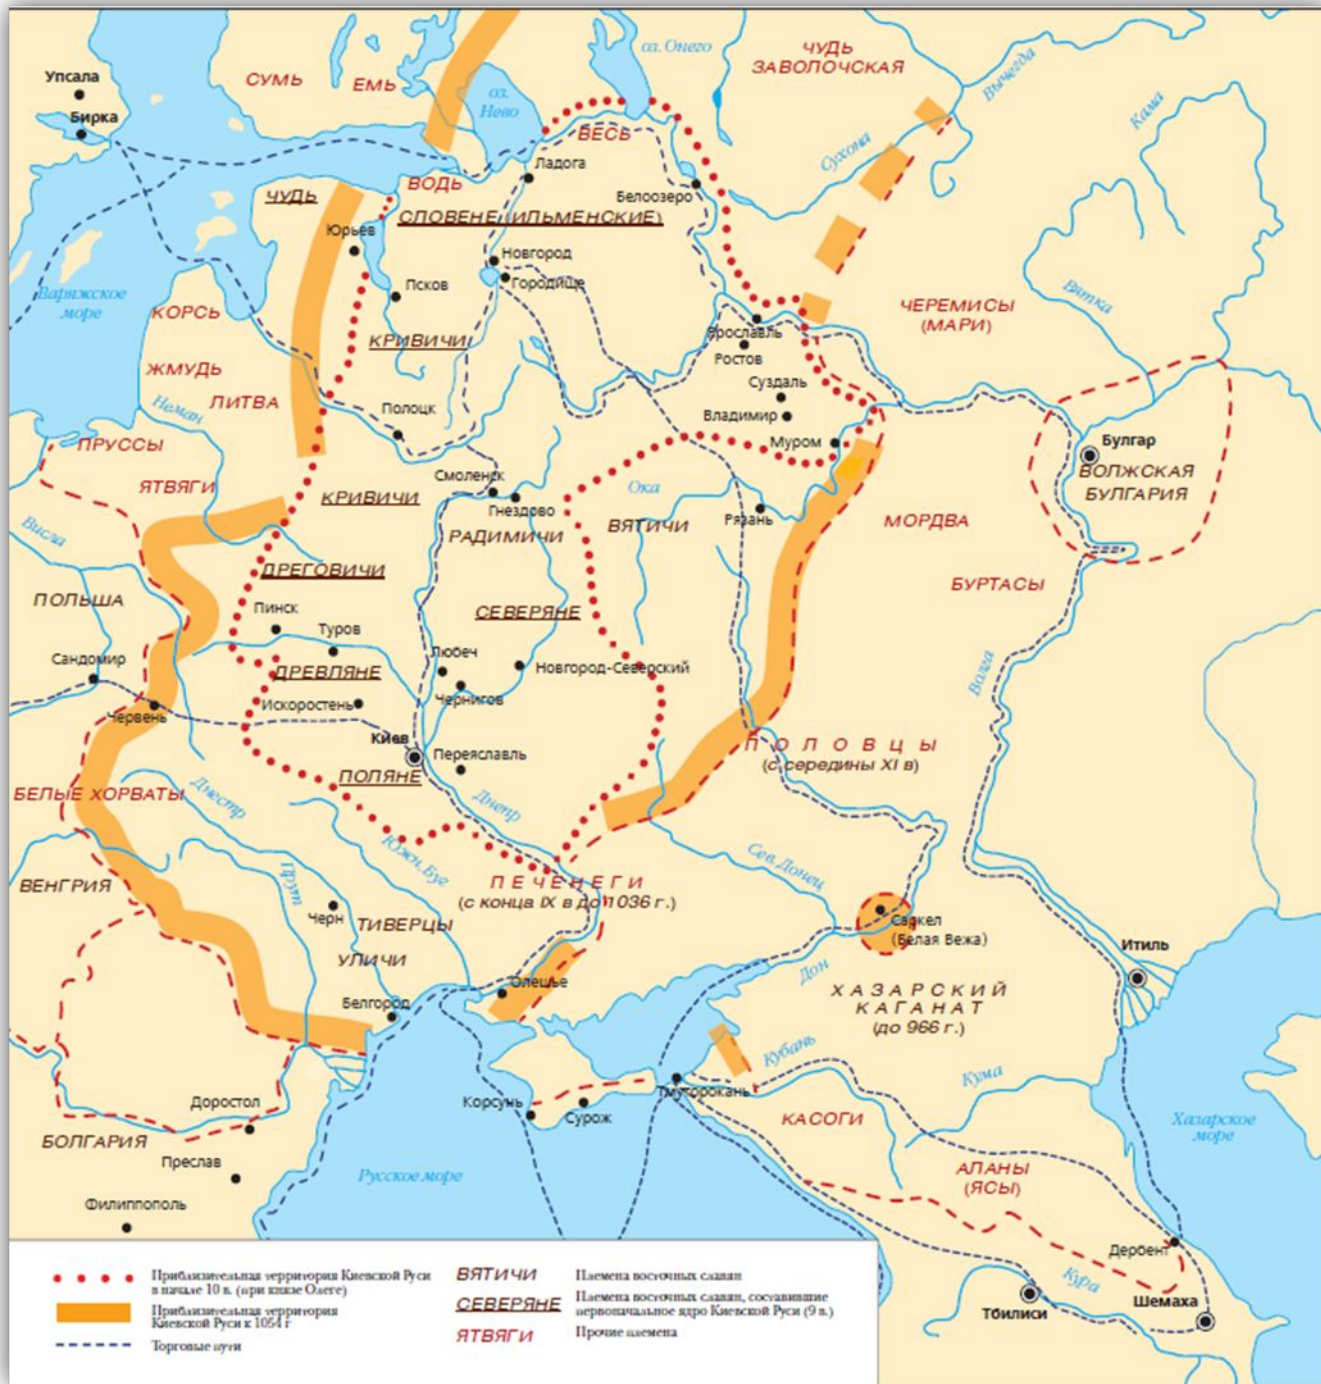 оз. Онего
ЧУДЬ
ЗАВОЛОЧСКАЯ
Упсала
СУМЬ
ЕМЬ
оз.
Нево
Вычегда
Кама
Бирка
ВЕСЬ
Сухона
Ладога
ЧУДЬ
ВОДЬ
Белоозеро
СЛОВЕНЕ (ИЛЬМЕНСКИЕ)
Юрьев
Новгород
Городище
Псков
Варяжское
море
Вятка
КОРСЬ
ЧЕРЕМИСЫ
(МАРИ)
КРИВИЧИ
Ярославль
Ростов
ЖМУДЬ
ЛИТВА
Суздаль
Неман
Полоцк
Владимир
ПРУССЫ
Муром
Булгар
ВОЛЖСКАЯ
БУЛГАРИЯ
Смоленск
ЯТВЯГИ
КРИВИЧИ
Гнездово
Ока
ВЯТИЧИ
Рязань
МОРДВА
Висла
РАДИМИЧИ
ДРЕГОВИЧИ
БУРТАСЫ
ПОЛЬША
Пинск
СЕВЕРЯНЕ
Туров
Сандомир
Любеч
Новгород-Северский
Волга
ДРЕВЛЯНЕ
Чернигов
Искоростень
Червень
Киев
Переяславль
ПОЛОВЦЫ
(с середины XI в)
ПОЛЯНЕ
БЕЛЫЕ ХОРВАТЫ
Днестр
Днепр
Южн. Буг
Сев. Донец
ВЕНГРИЯ
Прут
ПЕЧЕНЕГИ
(с конца IX в до 1036 г.)
Черн
ТИВЕРЦЫ
Саркел
(Белая Вежа)
УЛИЧИ
Итиль
Олешье
Дон
Белгород
ХАЗАРСКИЙ
КАГАНАТ
(до 966 г.)
Кубань
Кума
Доростол
Корсунь
Сурож
Тмуторокань
КАСОГИ
Хазарское
море
БОЛГАРИЯ
Преслав
Русское море
АЛАНЫ
(ЯСЫ)
Филиппополь
Дербент
Кура
Шемаха
Тбилиси
Приблизительная территория Киевской Руси
в начале 10 в. (при князе Олеге)
Приблизительная территория
Киевской Руси к 1054 г
Торговые пути
ВЯТИЧИ
Племена восточных славян
СЕВЕРЯНЕ
Племена восточных славян, составившие
первоначальное ядро Киевской Руси (9 в.)
ЯТВЯГИ
Прочие племена